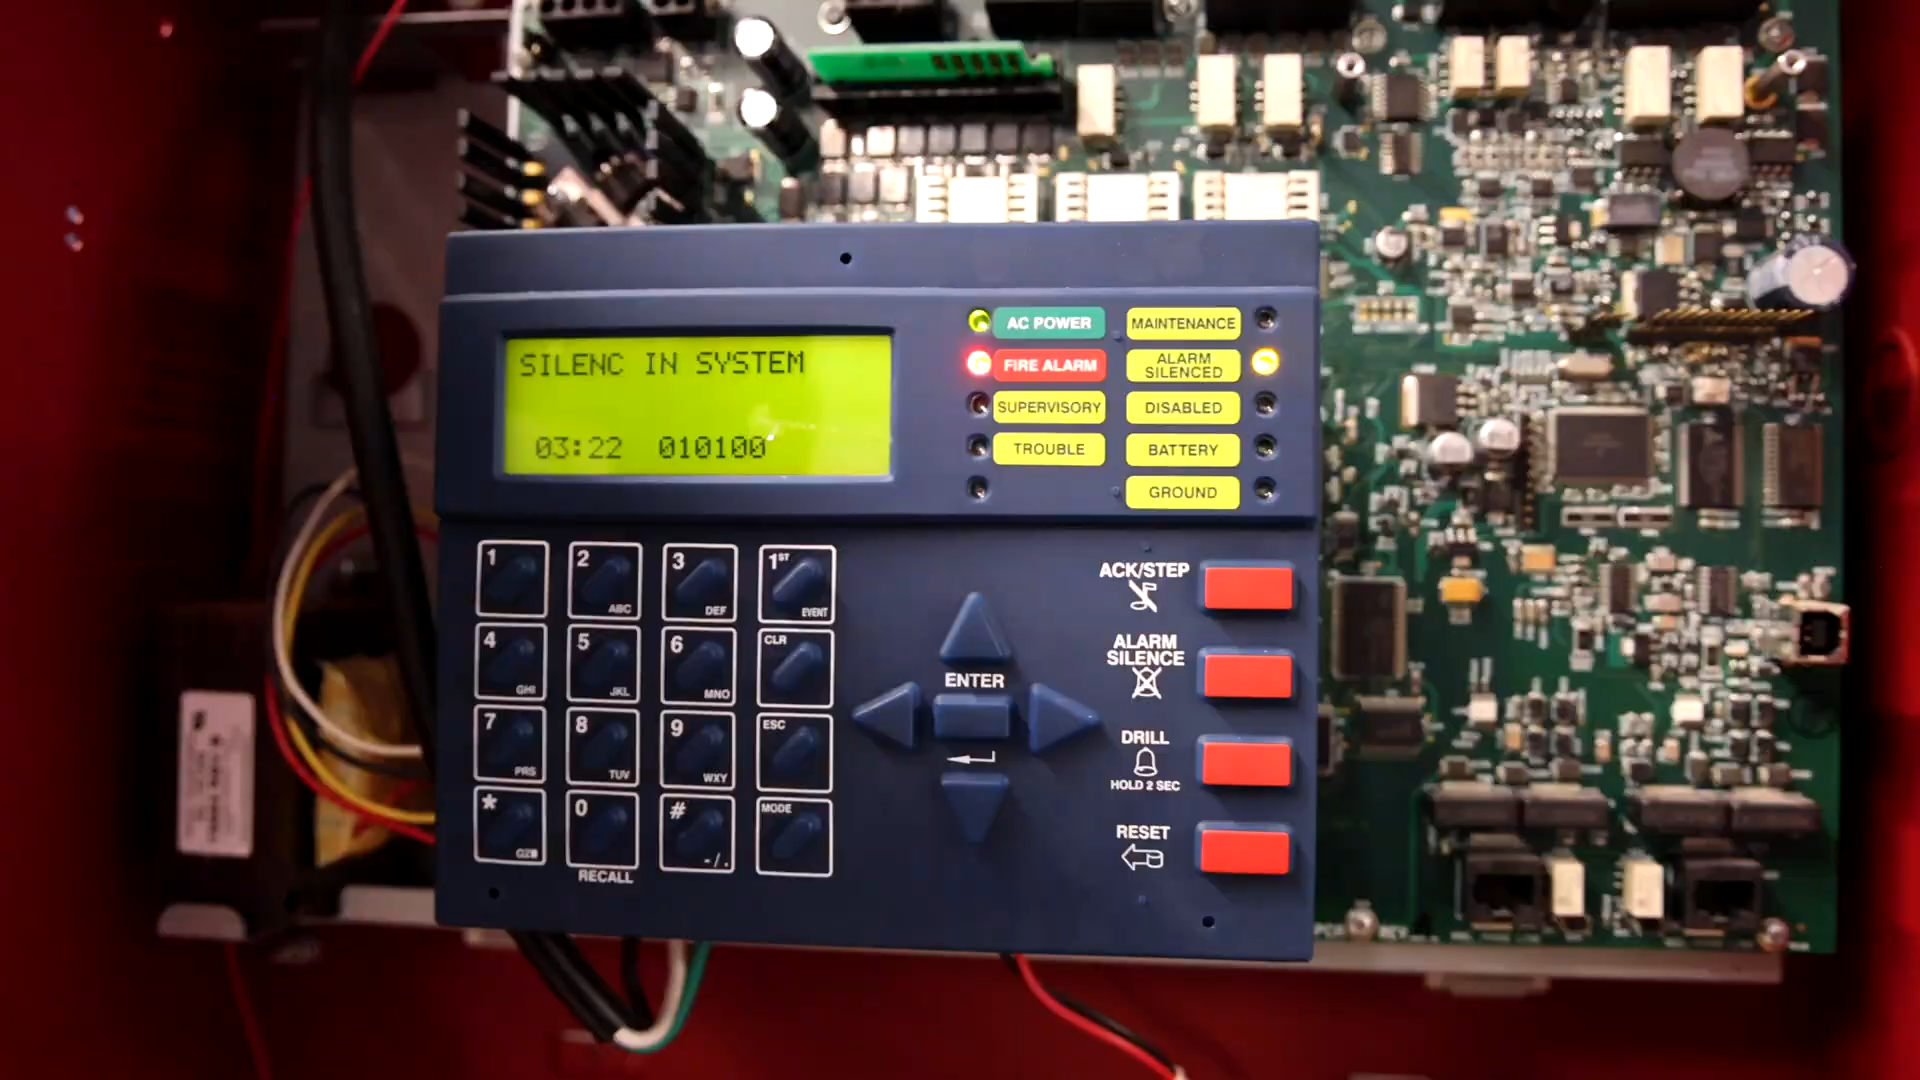 SILENC IN SYSTEM
03:22 010100
AC POWER
FIRE ALARM
SUPERVISORY
TROUBLE
MAINTENANCE
ALARM
SILENCED
DISABLED
BATTERY
GROUND
1
2 ABC
3 DEF
1ST EVENT
4 GHI
5 JKL
6 MNO
CLR
7 PRS
8 TUV
9 WXY
ESC
* QZ
0
# -/.
MODE
RECALL
ENTER
ACK/STEP
ALARM
SILENCE
DRILL
HOLD 2 SEC
RESET